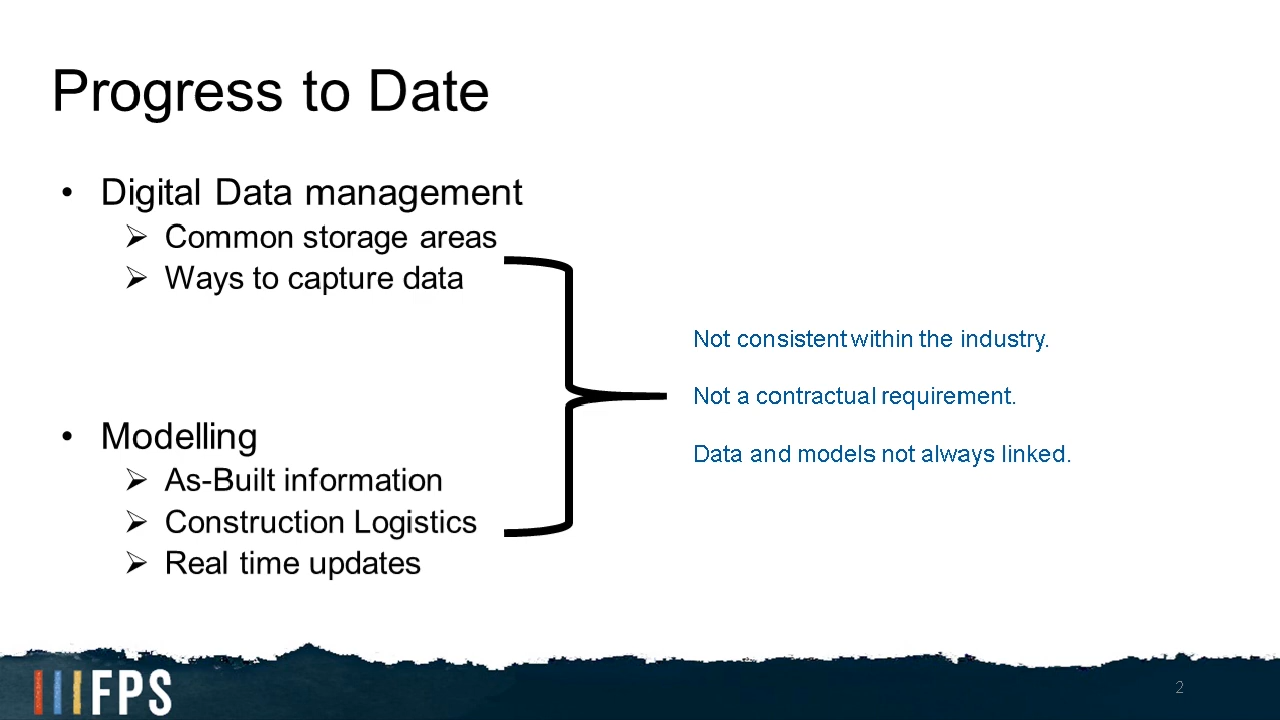 Progress to Date
• Digital Data management
➢ Common storage areas
➢ Ways to capture data
Not consistent within the industry.
Not a contractual requirement.
• Modelling
Data and models not always linked.
➢ As-Built information
➢ Construction Logistics
➢ Real time updates
FPS
2